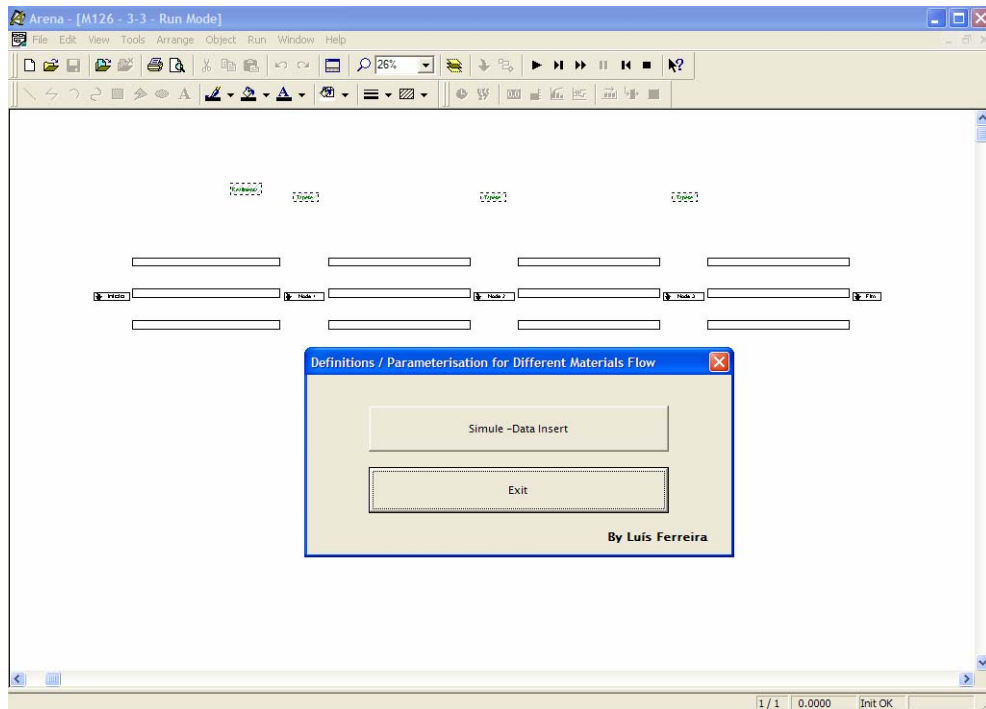 Arena - [M126 - 3-3 - Run Mode]
File Edit View Tools Arrange Object Run Window Help
26%
Inicio Node 1 Node 2 Node 3 Fim
Definitions / Parameterisation for Different Materials Flow
Simule -Data Insert
Exit
By Luís Ferreira
1 / 1 0.0000 Init OK